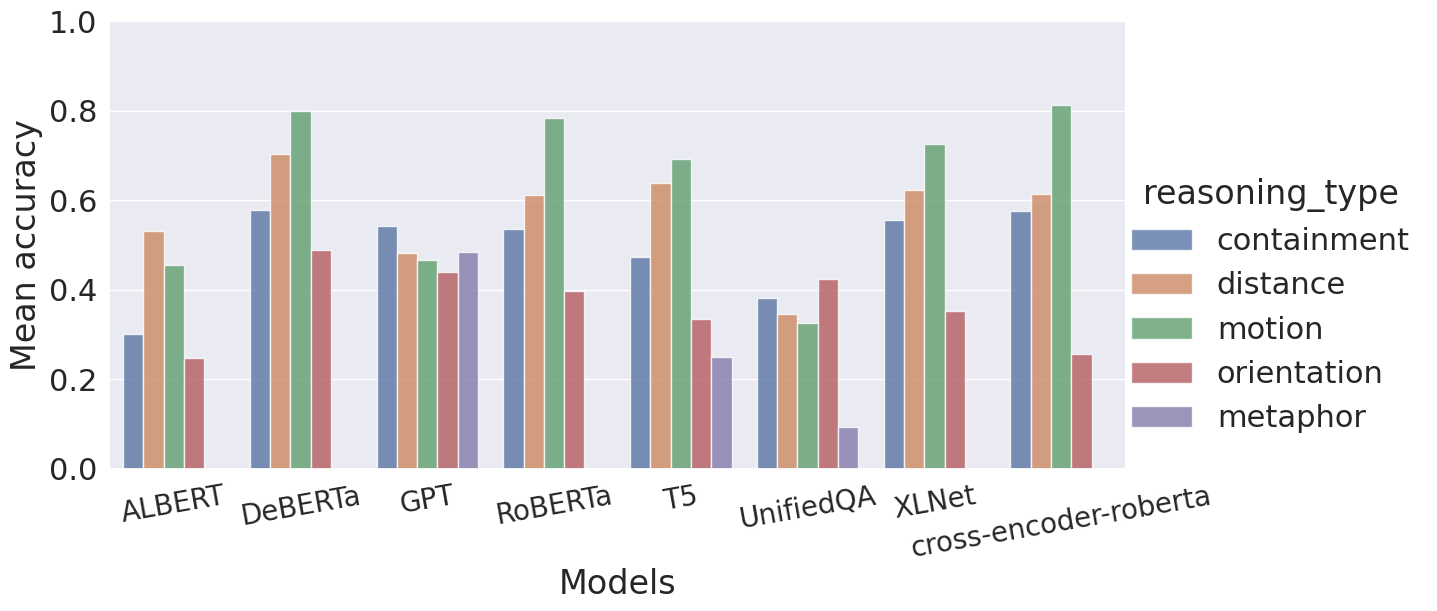 1.0
0.8
0.6
0.4
0.2
0.0
Mean accuracy
ALBERT
DeBERTa
GPT
RoBERTa
T5
UnifiedQA
XLNet
cross-encoder-roberta
Models
reasoning_type
containment
distance
motion
orientation
metaphor